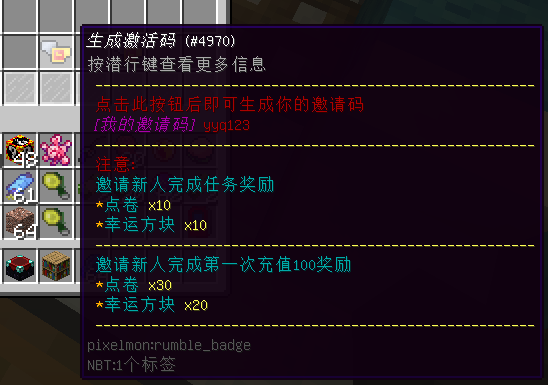 生成激活码 (#4970)
按潜行键查看更多信息
点击此按钮后即可生成你的邀请码
[我的邀请码] yyq123
注意:
邀请新人完成任务奖励
*点卷 x10
*幸运方块 x10
邀请新人完成第一次充值100奖励
*点卷 x30
*幸运方块 x20
pixelmon:rumble_badge
NBT:1个标签
48
61
64